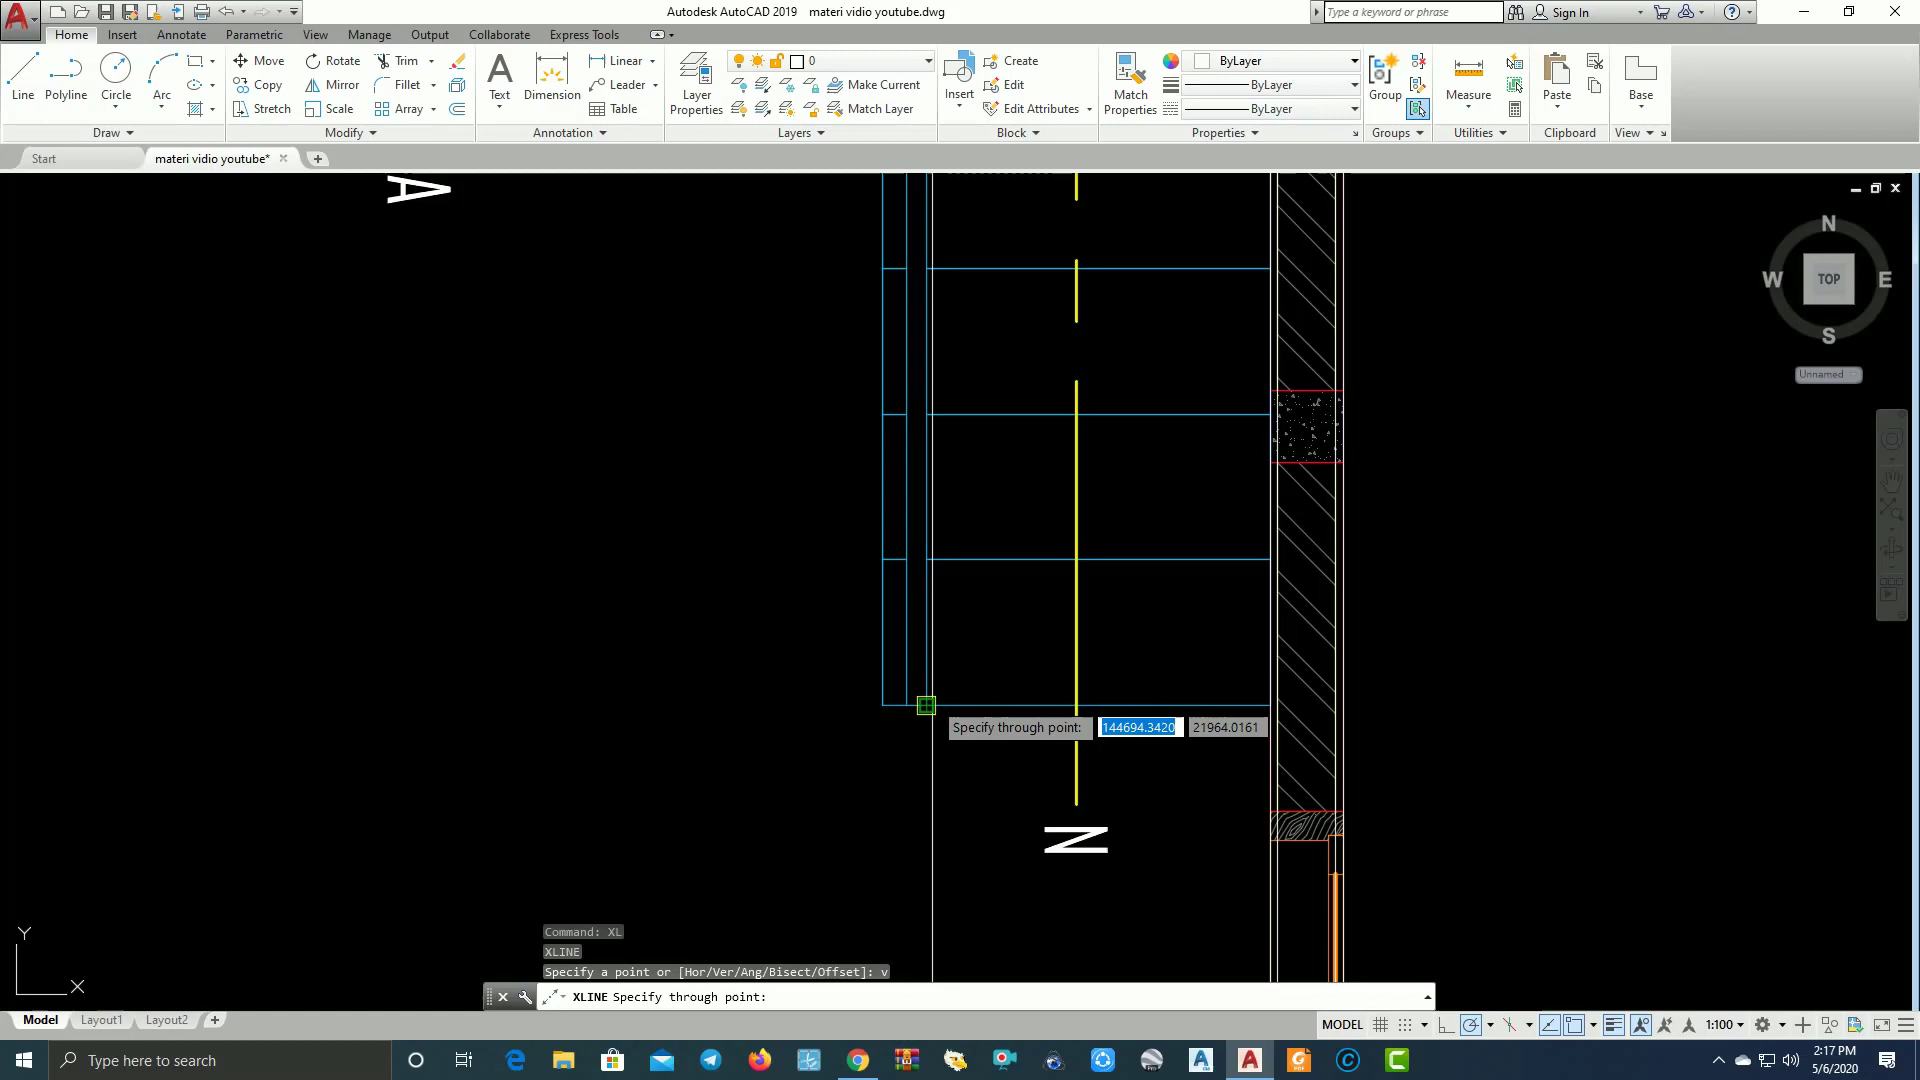 Autodesk AutoCAD 2019 materi vidio youtube.dwg
Type a keyword or phrase
Sign In
Home Insert Annotate Parametric View Manage Output Collaborate Express Tools
Line Polyline Circle Arc
Move Rotate Trim
Copy Mirror Fillet
Stretch Scale Array
Text Dimension
Linear
Leader
Table
Layer Properties
0
Make Current
Match Layer
Insert
Create
Edit
Edit Attributes
Match Properties
ByLayer
ByLayer
ByLayer
Group
Measure
Paste
Base
Draw Modify Annotation Layers Block Properties Groups Utilities Clipboard View
Start materi vidio youtube*
A
N
W TOP E
S
Unnamed
Specify through point: 144694.3420 21964.0161
N
Command: XL
XLINE
Specify a point or [Hor/Ver/Ang/Bisect/Offset]: v
XLINE Specify through point:
Y
X
Model Layout1 Layout2
MODEL 1:100
Type here to search
2:17 PM
5/6/2020